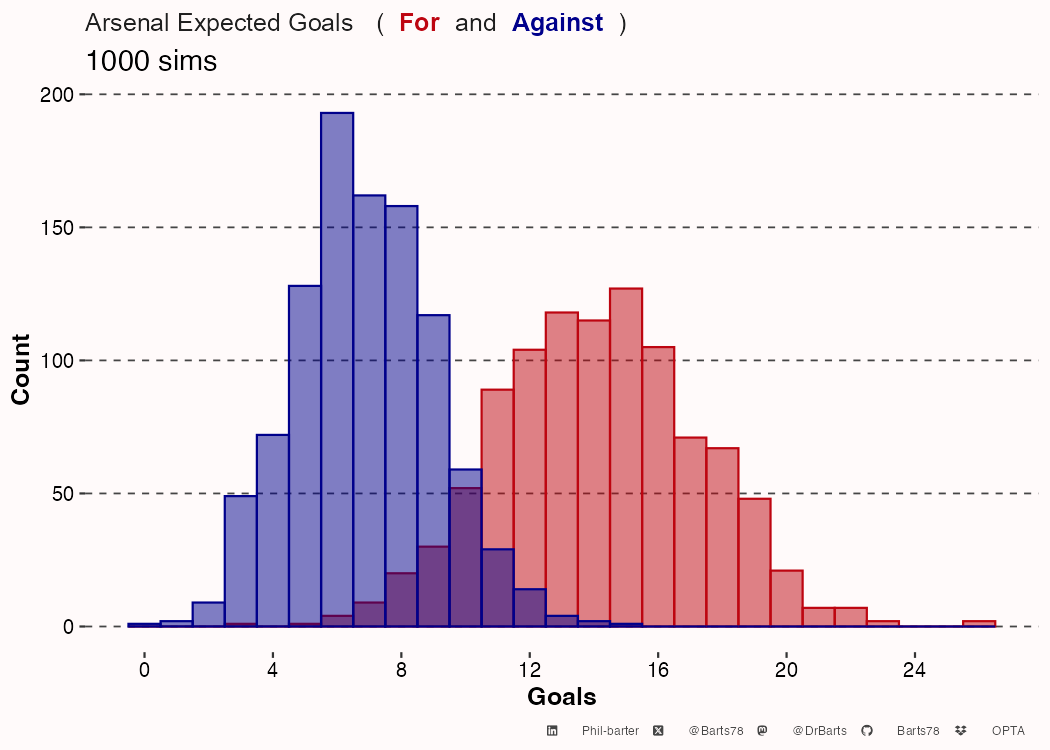 Arsenal Expected Goals ( For and Against )
1000 sims
200
150
100
50
0
Count
0 4 8 12 16 20 24
Goals
Phil-barter @Barts78 @DrBarts Barts78 OPTA